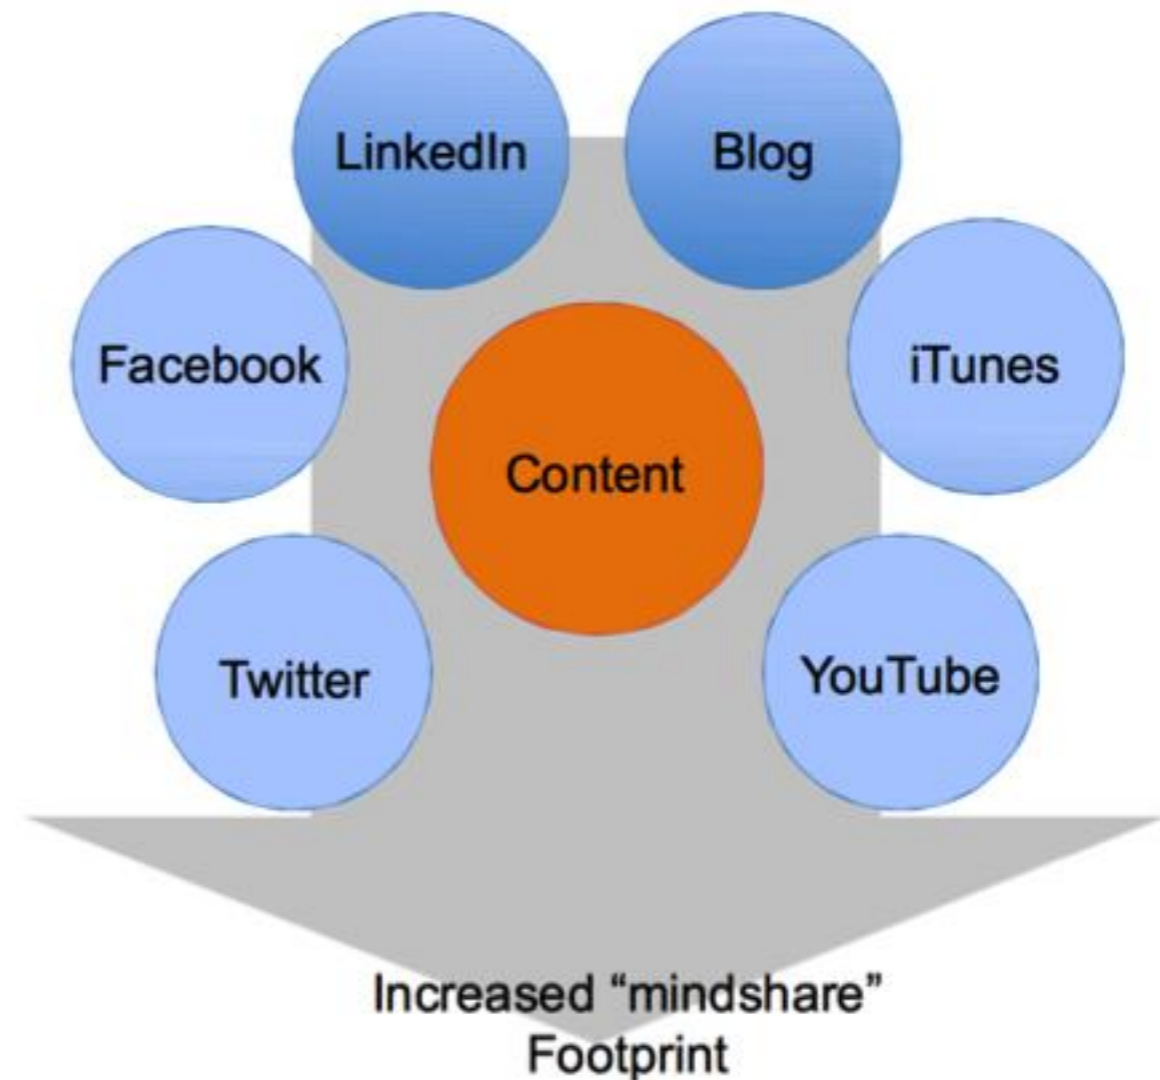 LinkedIn
Blog
Facebook
iTunes
Content
Twitter
YouTube
Increased “mindshare”
Footprint